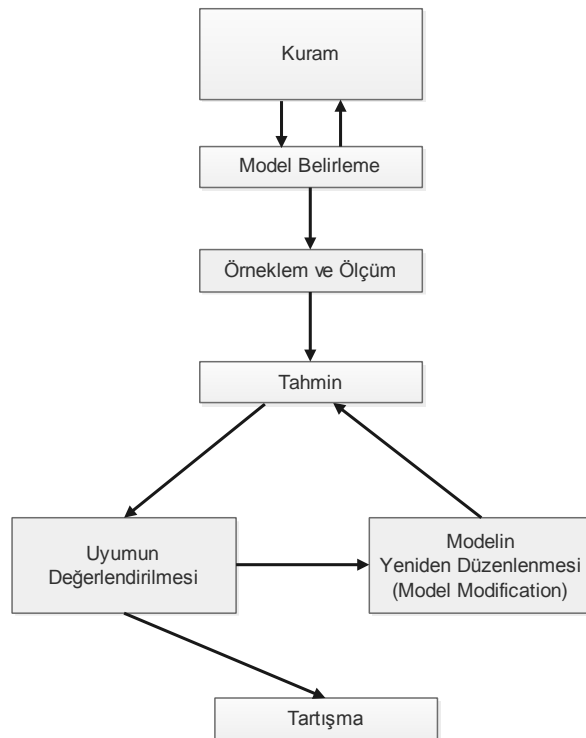 Kuram
Model Belirleme
Örneklem ve Ölçüm
Tahmin
Uyumun
Değerlendirilmesi
Modelin
Yeniden Düzenlenmesi
(Model Modification)
Tartışma